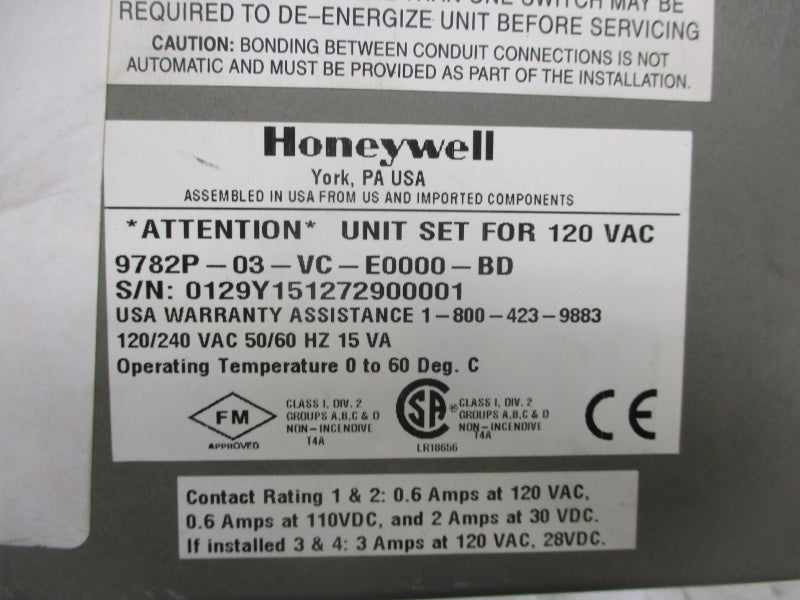 THAN ONE SWITCH MAY BE
REQUIRED TO DE-ENERGIZE UNIT BEFORE SERVICING
CAUTION: BONDING BETWEEN CONDUIT CONNECTIONS IS NOT
AUTOMATIC AND MUST BE PROVIDED AS PART OF THE INSTALLATION.
Honeywell
York, PA USA
ASSEMBLED IN USA FROM US AND IMPORTED COMPONENTS
*ATTENTION* UNIT SET FOR 120 VAC
9782P-03-VC-E0000-BD
S/N: 0129Y151272900001
USA WARRANTY ASSISTANCE 1-800-423-9883
120/240 VAC 50/60 HZ 15 VA
Operating Temperature 0 to 60 Deg. C
FM
APPROVED
CLASS I, DIV. 2
GROUPS A,B,C & D
NON-INCENDIVE
T4A
SA ®
LR18656
CLASS I, DIV. 2
GROUPS A,B,C & D
NON-INCENDIVE
T4A
CE
Contact Rating 1 & 2: 0.6 Amps at 120 VAC,
0.6 Amps at 110VDC, and 2 Amps at 30 VDC.
If installed 3 & 4: 3 Amps at 120 VAC, 28VDC.